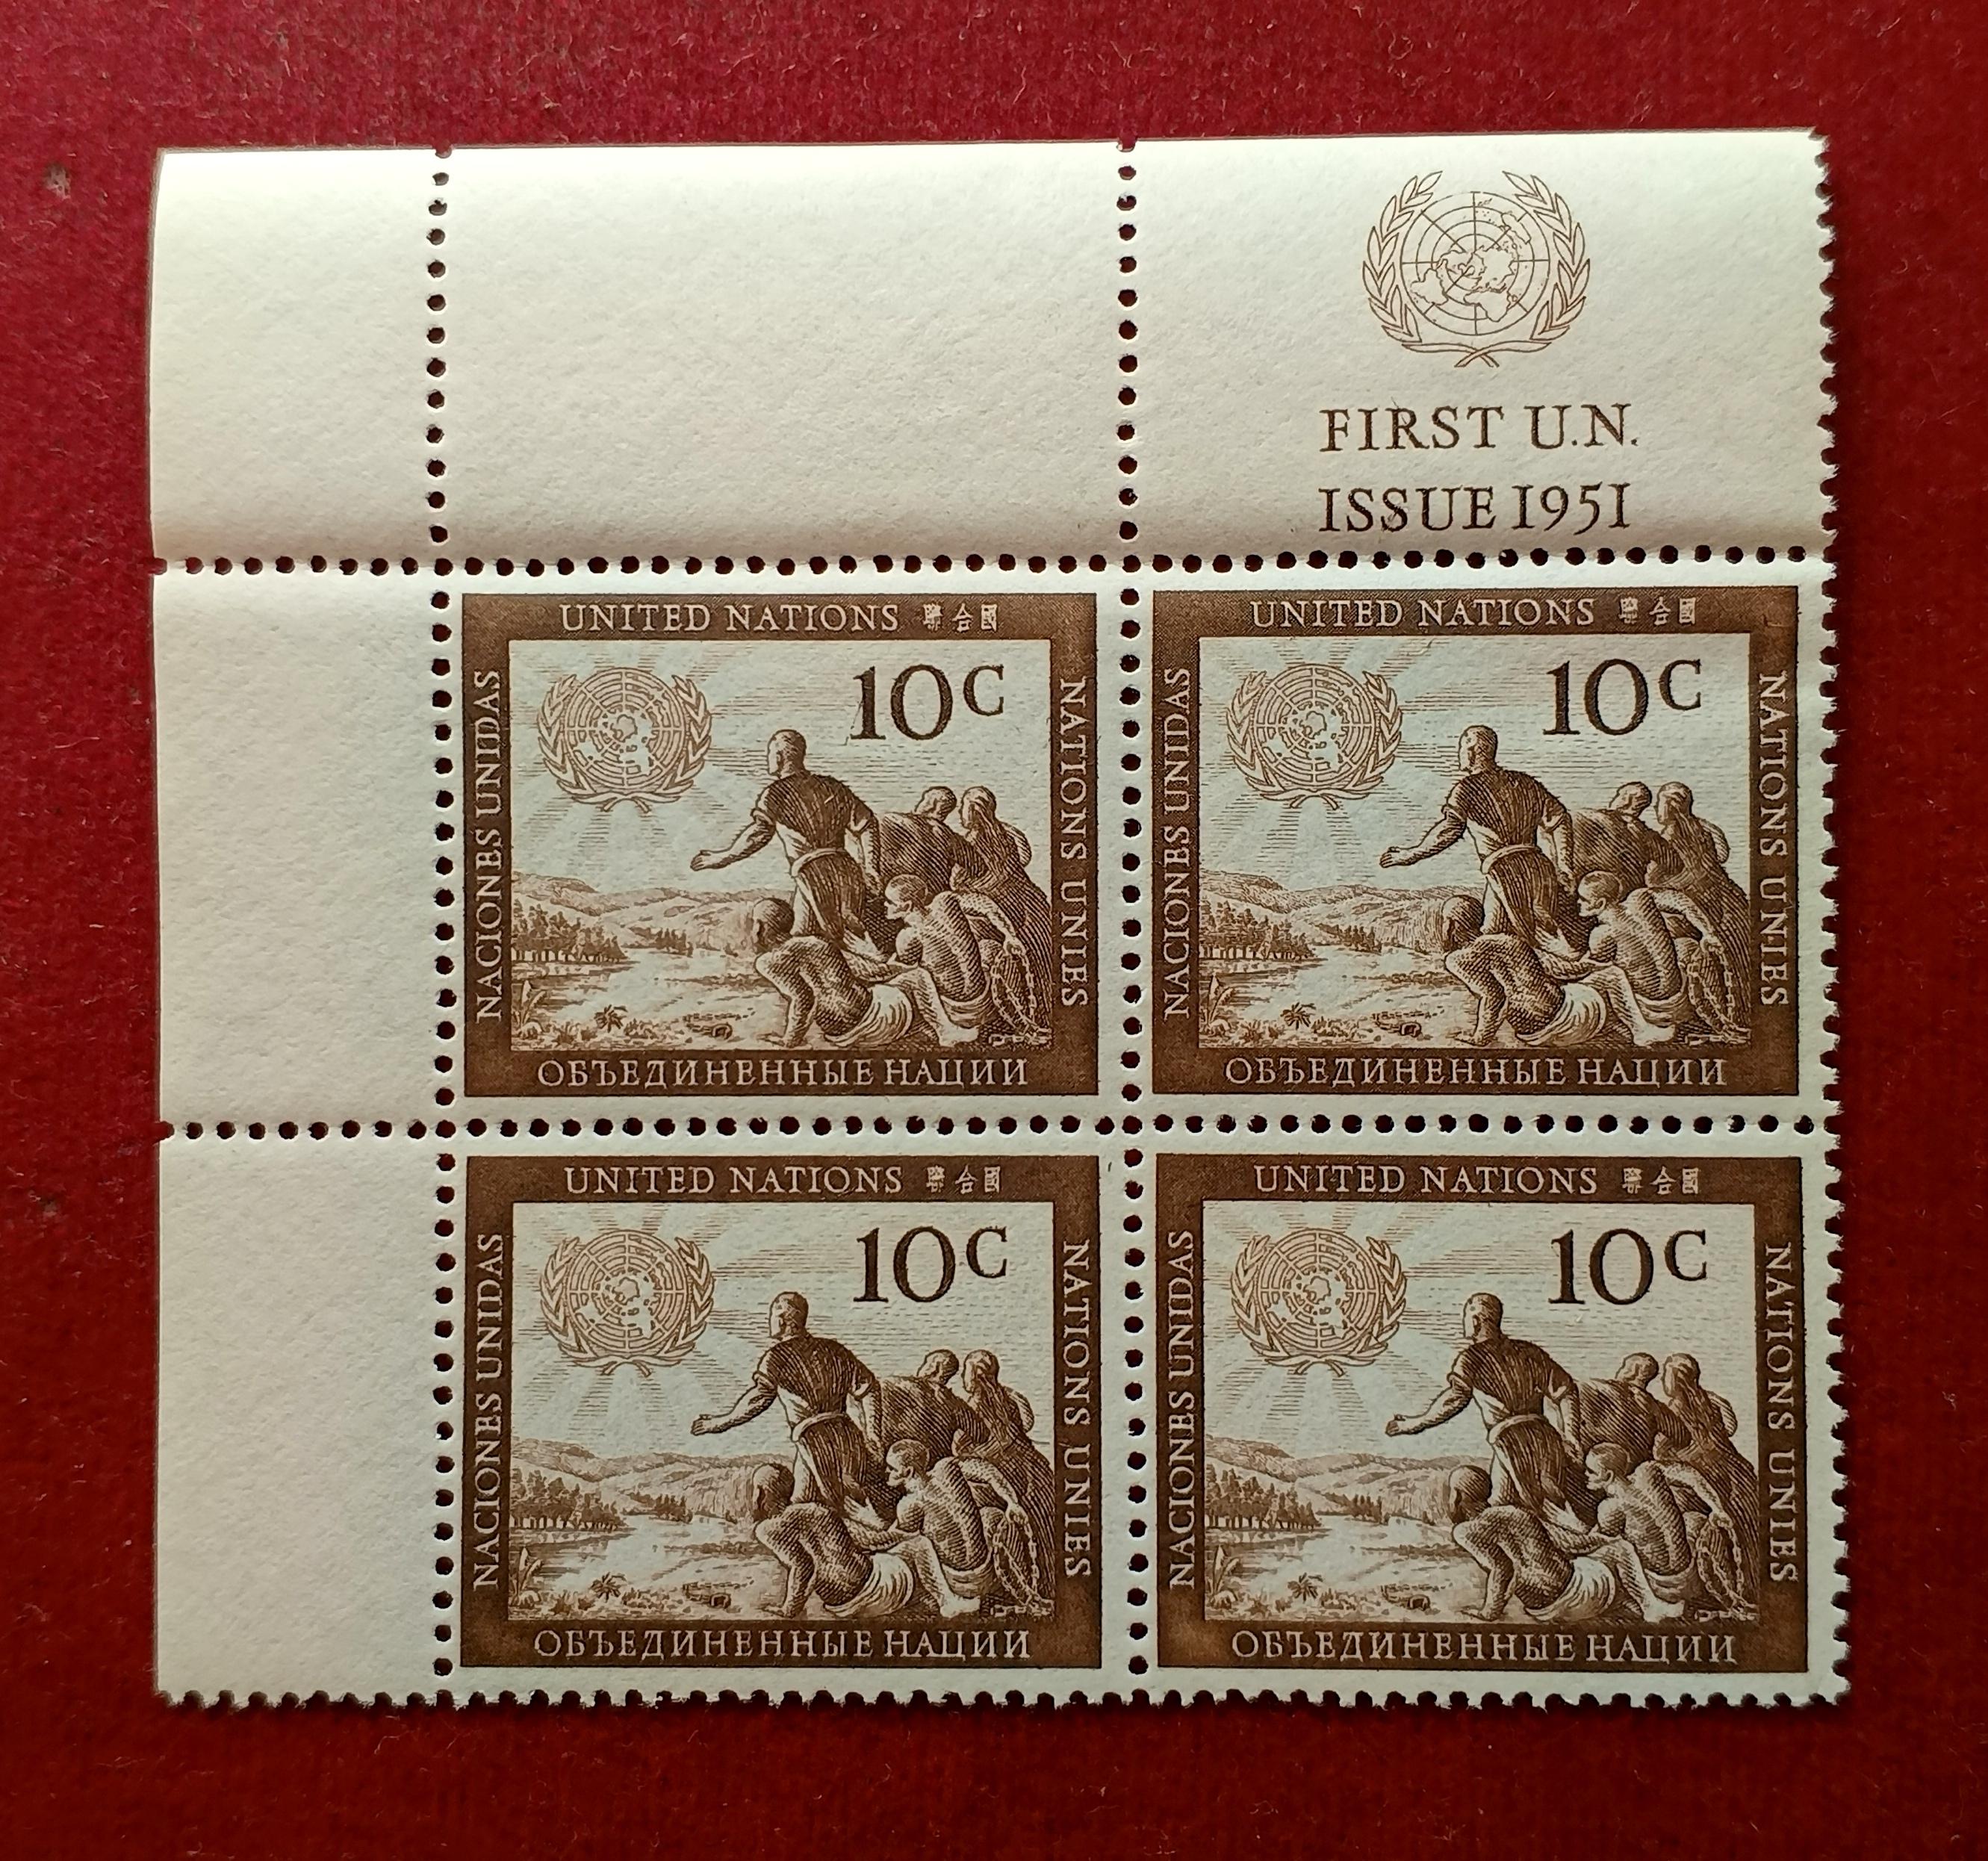 FIRST U.N.
ISSUE 1951
UNITED NATIONS 聯合國
10c
NACIONES UNIDAS
NATIONS UNIES
ОБЪЕДИНЕННЫЕ НАЦИИ
UNITED NATIONS 聯合國
10c
NACIONES UNIDAS
NATIONS UNIES
ОБЪЕДИНЕННЫЕ НАЦИИ
UNITED NATIONS 聯合國
10c
NACIONES UNIDAS
NATIONS UNIES
ОБЪЕДИНЕННЫЕ НАЦИИ
UNITED NATIONS 聯合國
10c
NACIONES UNIDAS
NATIONS UNIES
ОБЪЕДИНЕННЫЕ НАЦИИ